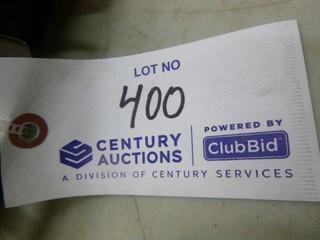 LOT NO
400
CENTURY AUCTIONS
POWERED BY
ClubBid
A DIVISION OF CENTURY SERVICES